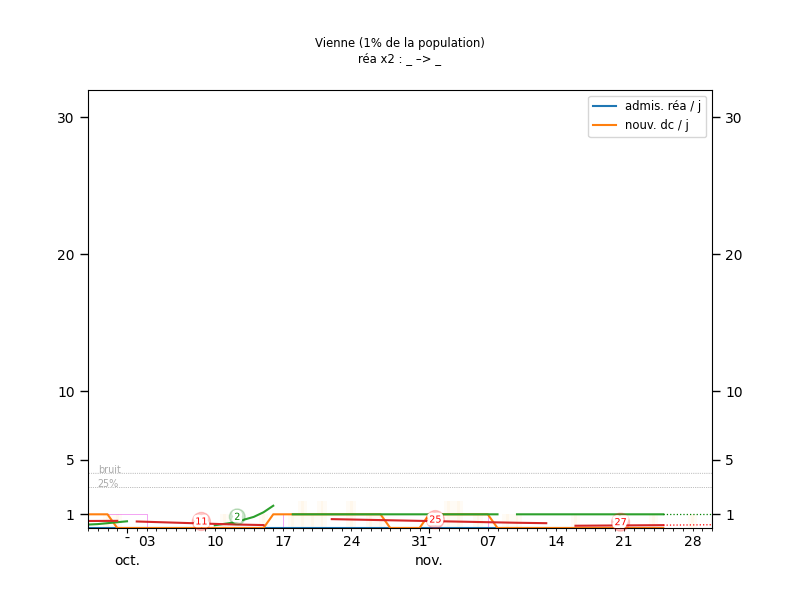 Vienne (1% de la population)
réa x2 : _ –> _
admis. réa / j
nouv. dc / j
30
30
20
20
10
10
5
5
bruit
25%
1
1
11
2
25
27
- 03 10 17 24 31 07 14 21 28
oct. nov.